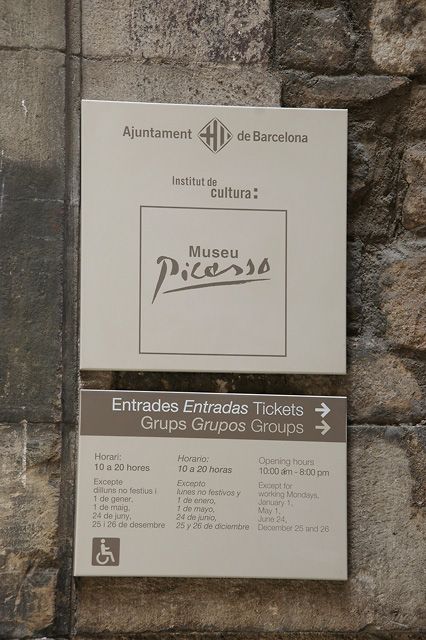 Ajuntament de Barcelona
Institut de
cultura:
Museu
Picasso
Entrades Entradas Tickets →
Grups Grupos Groups →
Horari:
10 a 20 hores
Excepte
dilluns no festius i
1 de gener,
1 de maig,
24 de juny,
25 i 26 de desembre
Horario:
10 a 20 horas
Excepto
lunes no festivos y
1 de enero,
1 de mayo,
24 de junio,
25 y 26 de diciembre
Opening hours
10:00 am - 8:00 pm
Except for
working Mondays,
January 1,
May 1,
June 24,
December 25 and 26